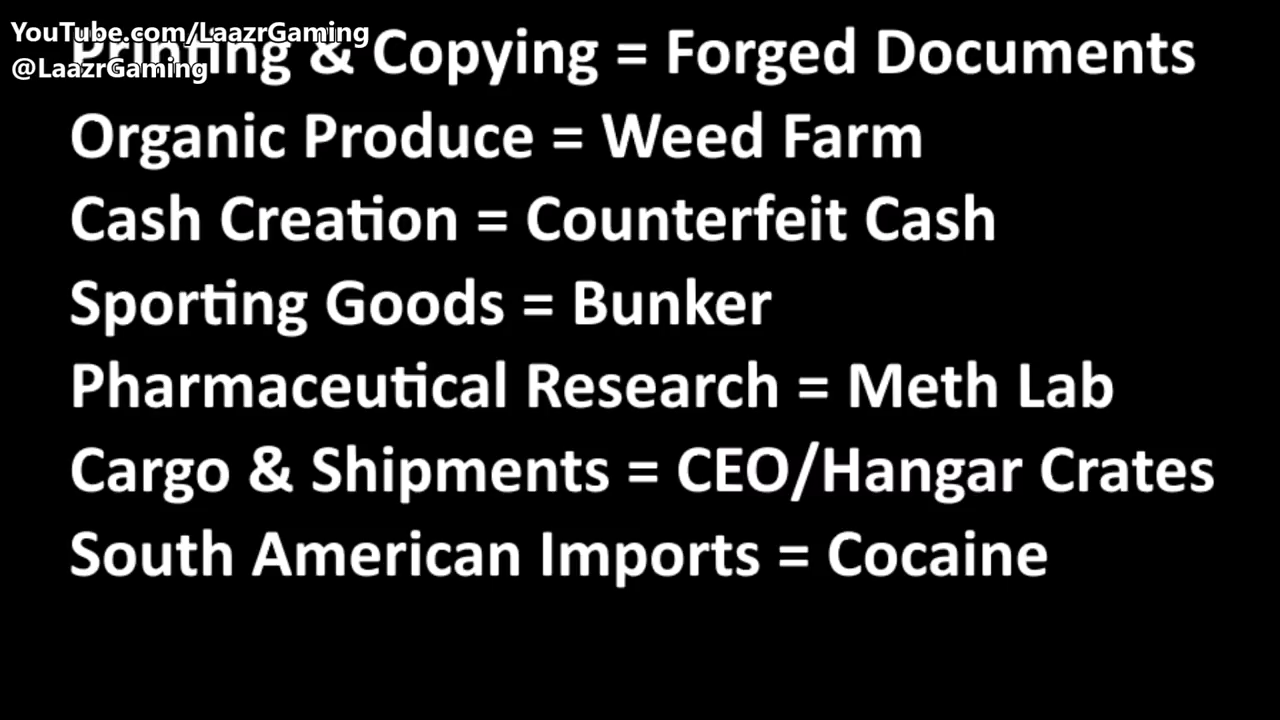 YouTube.com/LaazrGaming
@LaazrGaming
Printing & Copying = Forged Documents
Organic Produce = Weed Farm
Cash Creation = Counterfeit Cash
Sporting Goods = Bunker
Pharmaceutical Research = Meth Lab
Cargo & Shipments = CEO/Hangar Crates
South American Imports = Cocaine